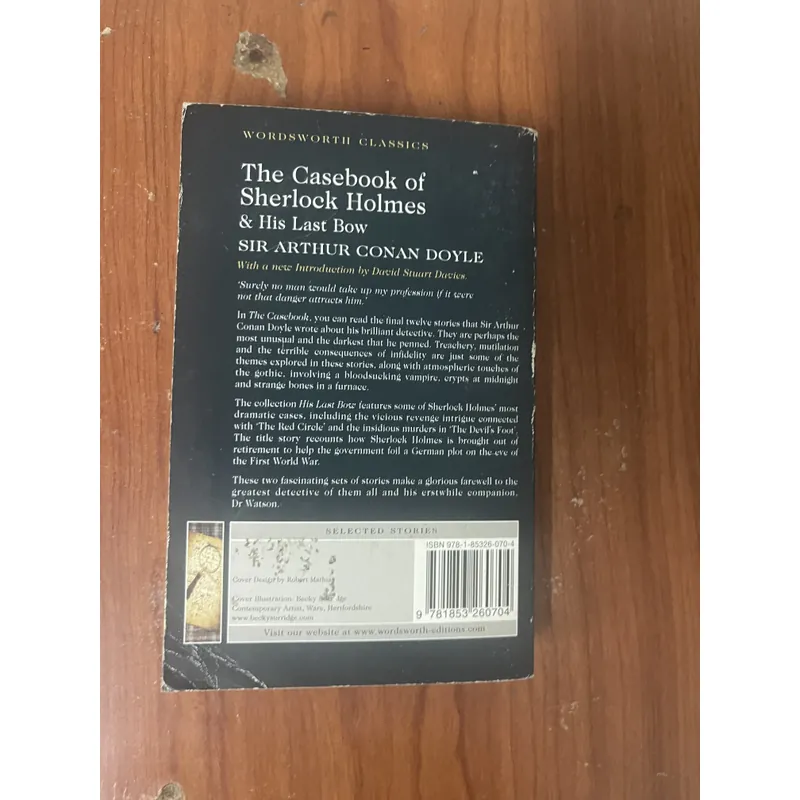 WORDSWORTH CLASSICS
The Casebook of
Sherlock Holmes
& His Last Bow
SIR ARTHUR CONAN DOYLE
With a new Introduction by David Stuart Davies.
'Surely no man would take up my profession if it were
not that danger attracts him.'
In The Casebook, you can read the final twelve stories that Sir Arthur
Conan Doyle wrote about his brilliant detective. They are perhaps the
most unusual and the darkest that he penned. Treachery, mutilation
and the terrible consequences of infidelity are just some of the
themes explored in these stories, along with atmospheric touches of
the gothic, involving a bloodsucking vampire, crypts at midnight
and strange bones in a furnace.
The collection His Last Bow features some of Sherlock Holmes' most
dramatic cases, including the vicious revenge intrigue connected
with 'The Red Circle' and the insidious murders in 'The Devil's Foot'.
The title story recounts how Sherlock Holmes is brought out of
retirement to help the government foil a German plot on the eve of
the First World War.
These two fascinating sets of stories make a glorious farewell to the
greatest detective of them all and his erstwhile companion,
Dr Watson.
SELECTED STORIES
ISBN 978-1-85326-070-4
Cover Design by Robert
Cover Illustration: Becky
Contemporary Artist, Ware, Hertfordshire
9 781853 260704
Visit our website at www.wordsworth-editions.com